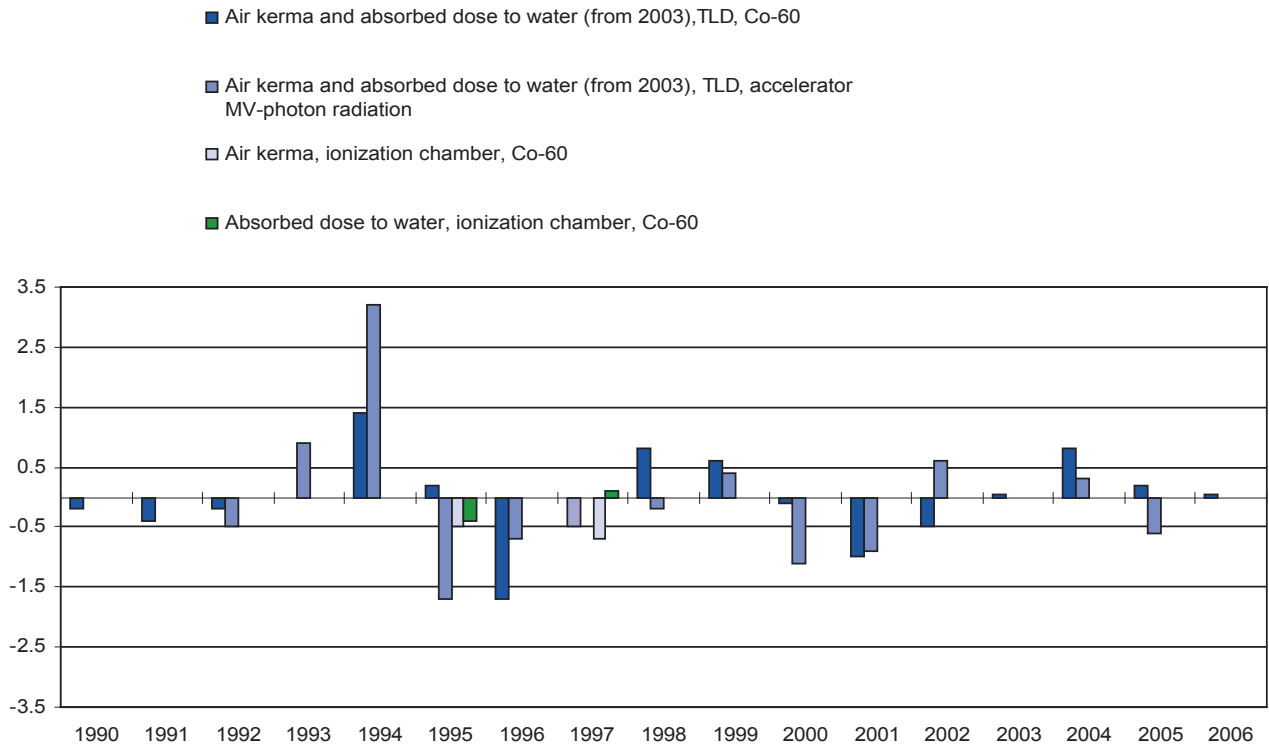 Air kerma and absorbed dose to water (from 2003),TLD, Co-60
Air kerma and absorbed dose to water (from 2003), TLD, accelerator
MV-photon radiation
Air kerma, ionization chamber, Co-60
Absorbed dose to water, ionization chamber, Co-60
3.5
2.5
1.5
0.5
-0.5
-1.5
-2.5
-3.5
1990 1991 1992 1993 1994 1995 1996 1997 1998 1999 2000 2001 2002 2003 2004 2005 2006